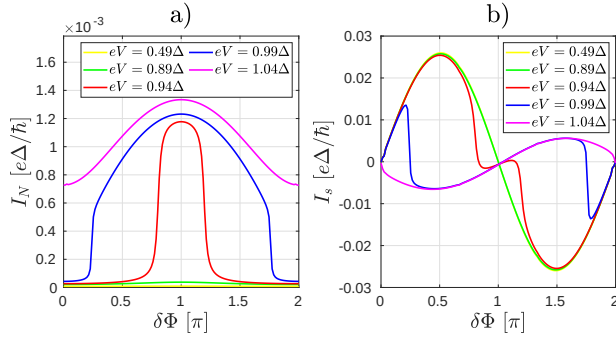 a)
×10⁻³
1.6
1.4
1.2
1
0.8
0.6
0.4
0.2
0
I_N [eΔ/ħ]
eV = 0.49Δ
eV = 0.89Δ
eV = 0.94Δ
eV = 0.99Δ
eV = 1.04Δ
0 0.5 1 1.5 2
δΦ [π]
b)
0.03
0.02
0.01
0
-0.01
-0.02
-0.03
I_s [eΔ/ħ]
eV = 0.49Δ
eV = 0.89Δ
eV = 0.94Δ
eV = 0.99Δ
eV = 1.04Δ
0 0.5 1 1.5 2
δΦ [π]